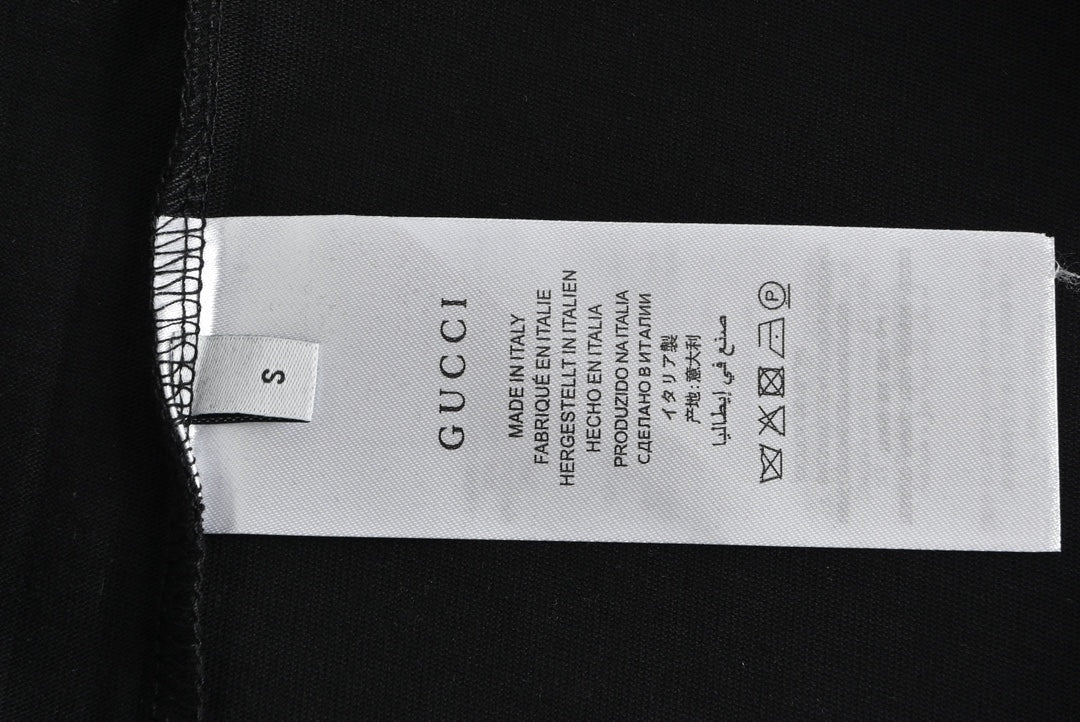 S
GUCCI
MADE IN ITALY
FABRIQUÉ EN ITALIE
HERGESTELLT IN ITALIEN
HECHO EN ITALIA
PRODUZIDO NA ITALIA
СДЕЛАНО В ИТАЛИИ
イタリア製
产地:意大利
صنع في إيطاليا
P